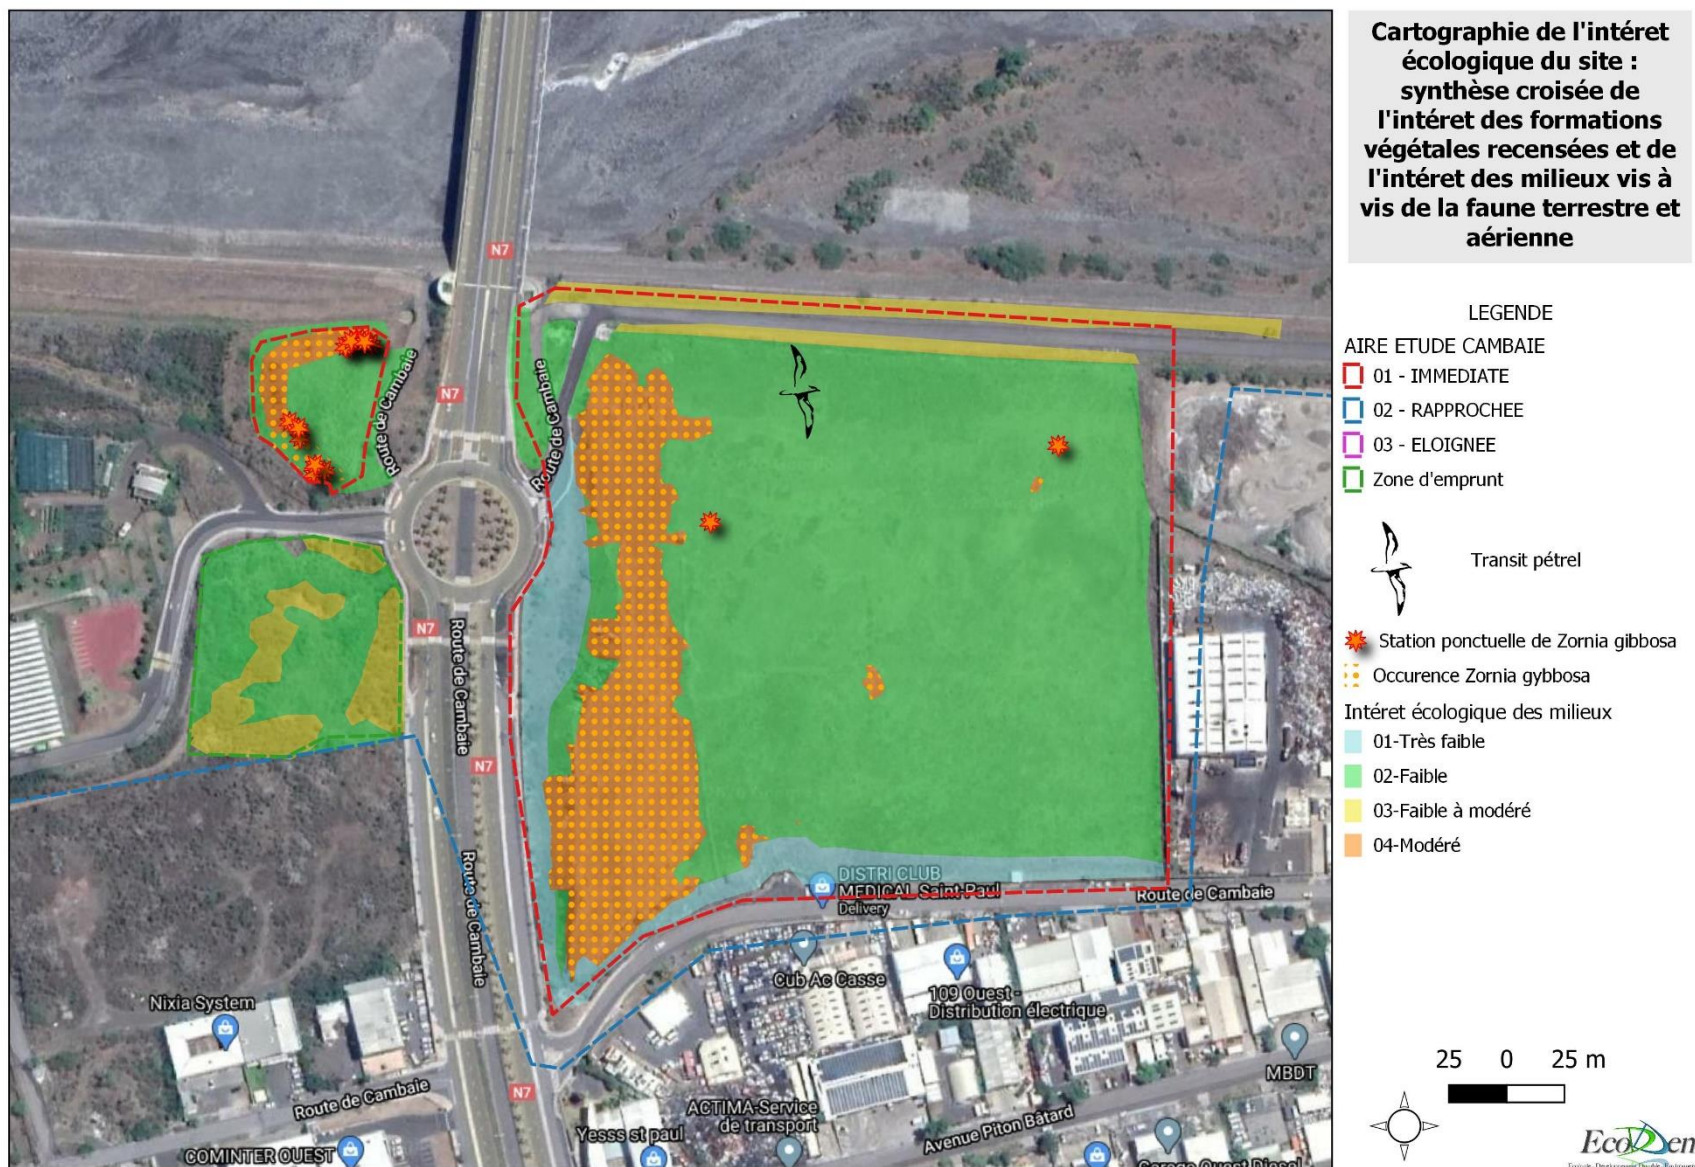 Cartographie de l'intéret
écologique du site :
synthèse croisée de
l'intéret des formations
végétales recensées et de
l'intéret des milieux vis à
vis de la faune terrestre et
aérienne
LEGENDE
AIRE ETUDE CAMBAIE
01 - IMMEDIATE
02 - RAPPROCHEE
03 - ELOIGNEE
Zone d'emprunt
Transit pétrel
Station ponctuelle de Zornia gibbosa
Occurence Zornia gybbosa
Intéret écologique des milieux
01-Très faible
02-Faible
03-Faible à modéré
04-Modéré
25 0 25 m
N7
N7
Route de Cambaie
Route de Cambaie
N7
Route de Cambaie
N7
Route de Cambaie
N7
DISTRI CLUB
MEDICAL Saint-Paul
Delivery
Route de Cambaie
Cub Ac Casse
109 Ouest -
Distribution électrique
Nixia System
Route de Cambaie
COMINTER OUEST
Yesss st paul
ACTIMA-Service
de transport
Avenue Piton Bâtard
MBDT
Garage Ouest Diesel